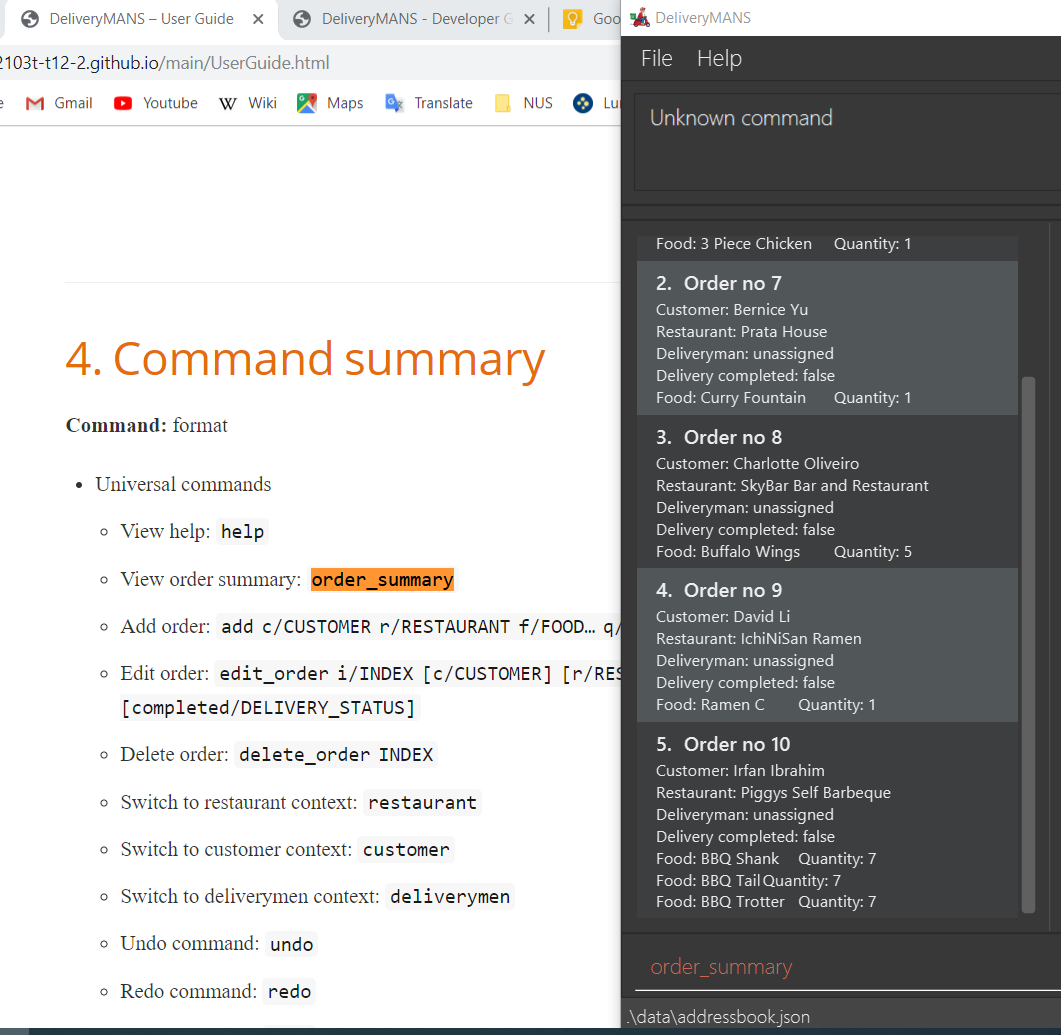 DeliveryMANS – User Guide
DeliveryMANS - Developer G
Goo
2103t-t12-2.github.io/main/UserGuide.html
e
Gmail
Youtube
Wiki
Maps
Translate
NUS
Lu
4. Command summary
Command: format
Universal commands
View help: help
View order summary: order_summary
Add order: add c/CUSTOMER r/RESTAURANT f/FOOD… q/
Edit order: edit_order i/INDEX [c/CUSTOMER] [r/RES
[completed/DELIVERY_STATUS]
Delete order: delete_order INDEX
Switch to restaurant context: restaurant
Switch to customer context: customer
Switch to deliverymen context: deliverymen
Undo command: undo
Redo command: redo
DeliveryMANS
File Help
Unknown command
Food: 3 Piece Chicken Quantity: 1
2. Order no 7
Customer: Bernice Yu
Restaurant: Prata House
Deliveryman: unassigned
Delivery completed: false
Food: Curry Fountain Quantity: 1
3. Order no 8
Customer: Charlotte Oliveiro
Restaurant: SkyBar Bar and Restaurant
Deliveryman: unassigned
Delivery completed: false
Food: Buffalo Wings Quantity: 5
4. Order no 9
Customer: David Li
Restaurant: IchiNiSan Ramen
Deliveryman: unassigned
Delivery completed: false
Food: Ramen C Quantity: 1
5. Order no 10
Customer: Irfan Ibrahim
Restaurant: Piggys Self Barbeque
Deliveryman: unassigned
Delivery completed: false
Food: BBQ Shank Quantity: 7
Food: BBQ Tail Quantity: 7
Food: BBQ Trotter Quantity: 7
order_summary
.\data\addressbook.json